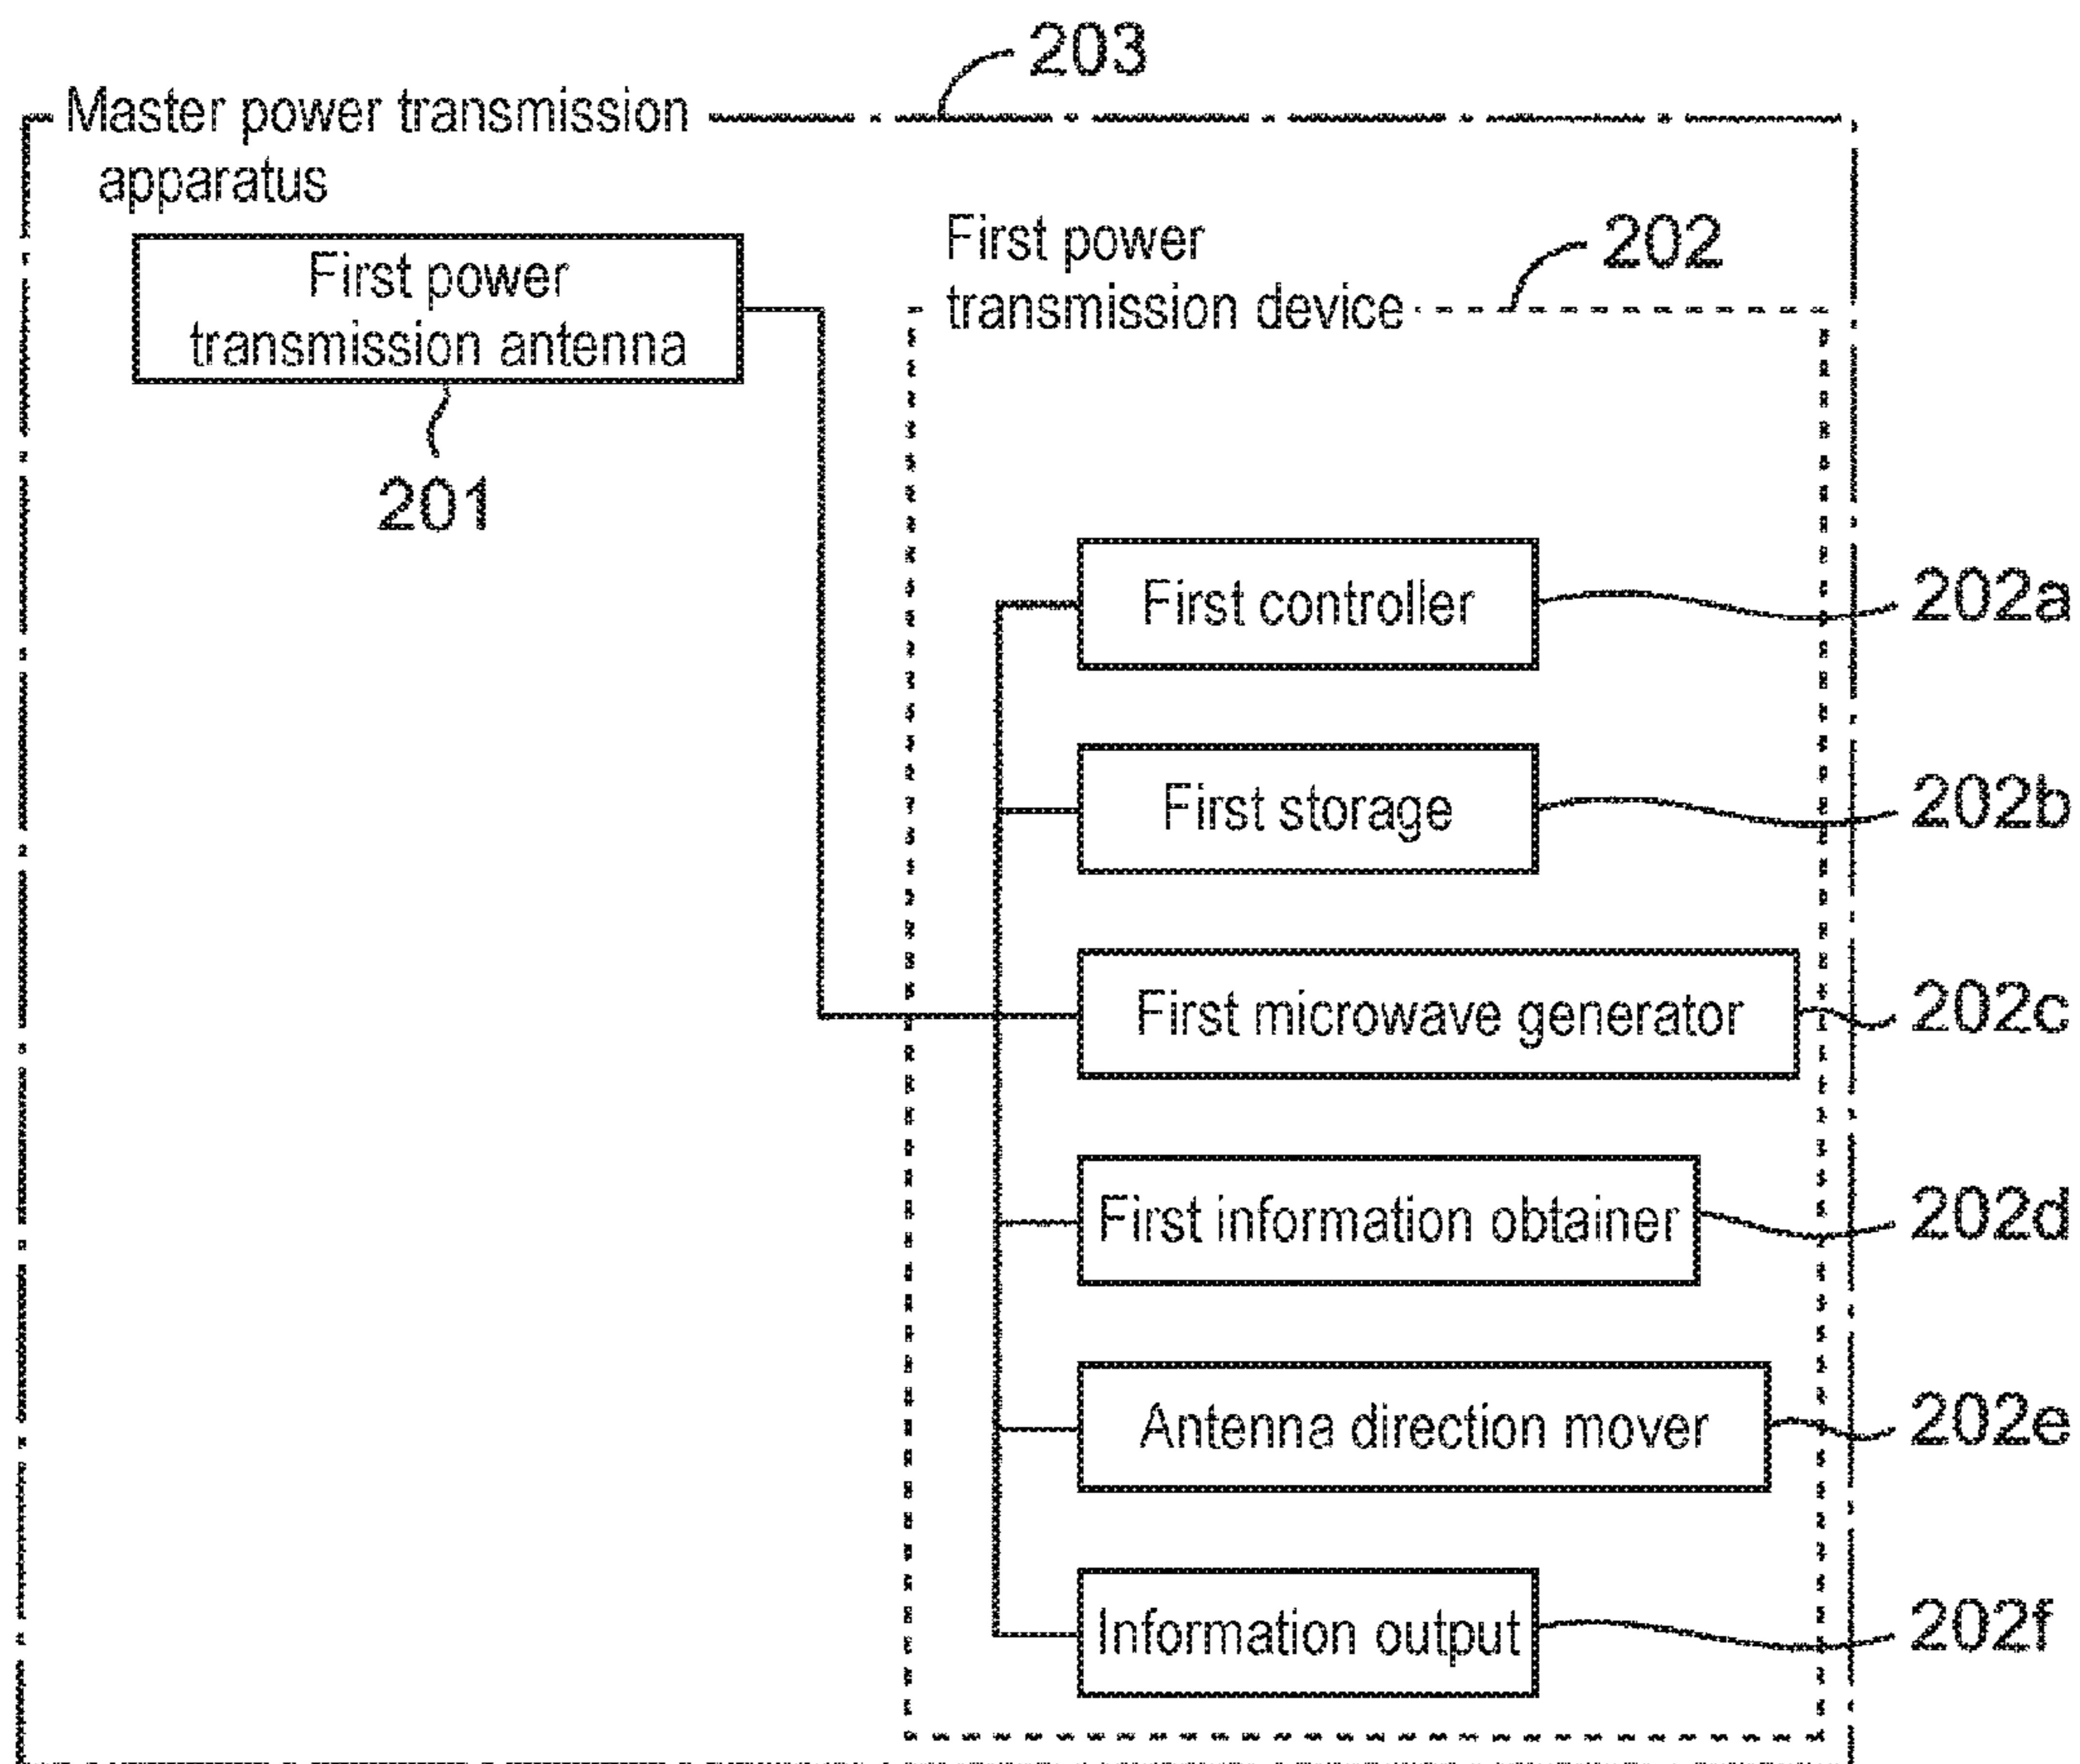 203
Master power transmission
apparatus
First power
transmission device
202
First power
transmission antenna
201
First controller
202a
First storage
202b
First microwave generator
202c
First information obtainer
202d
Antenna direction mover
202e
Information output
202f